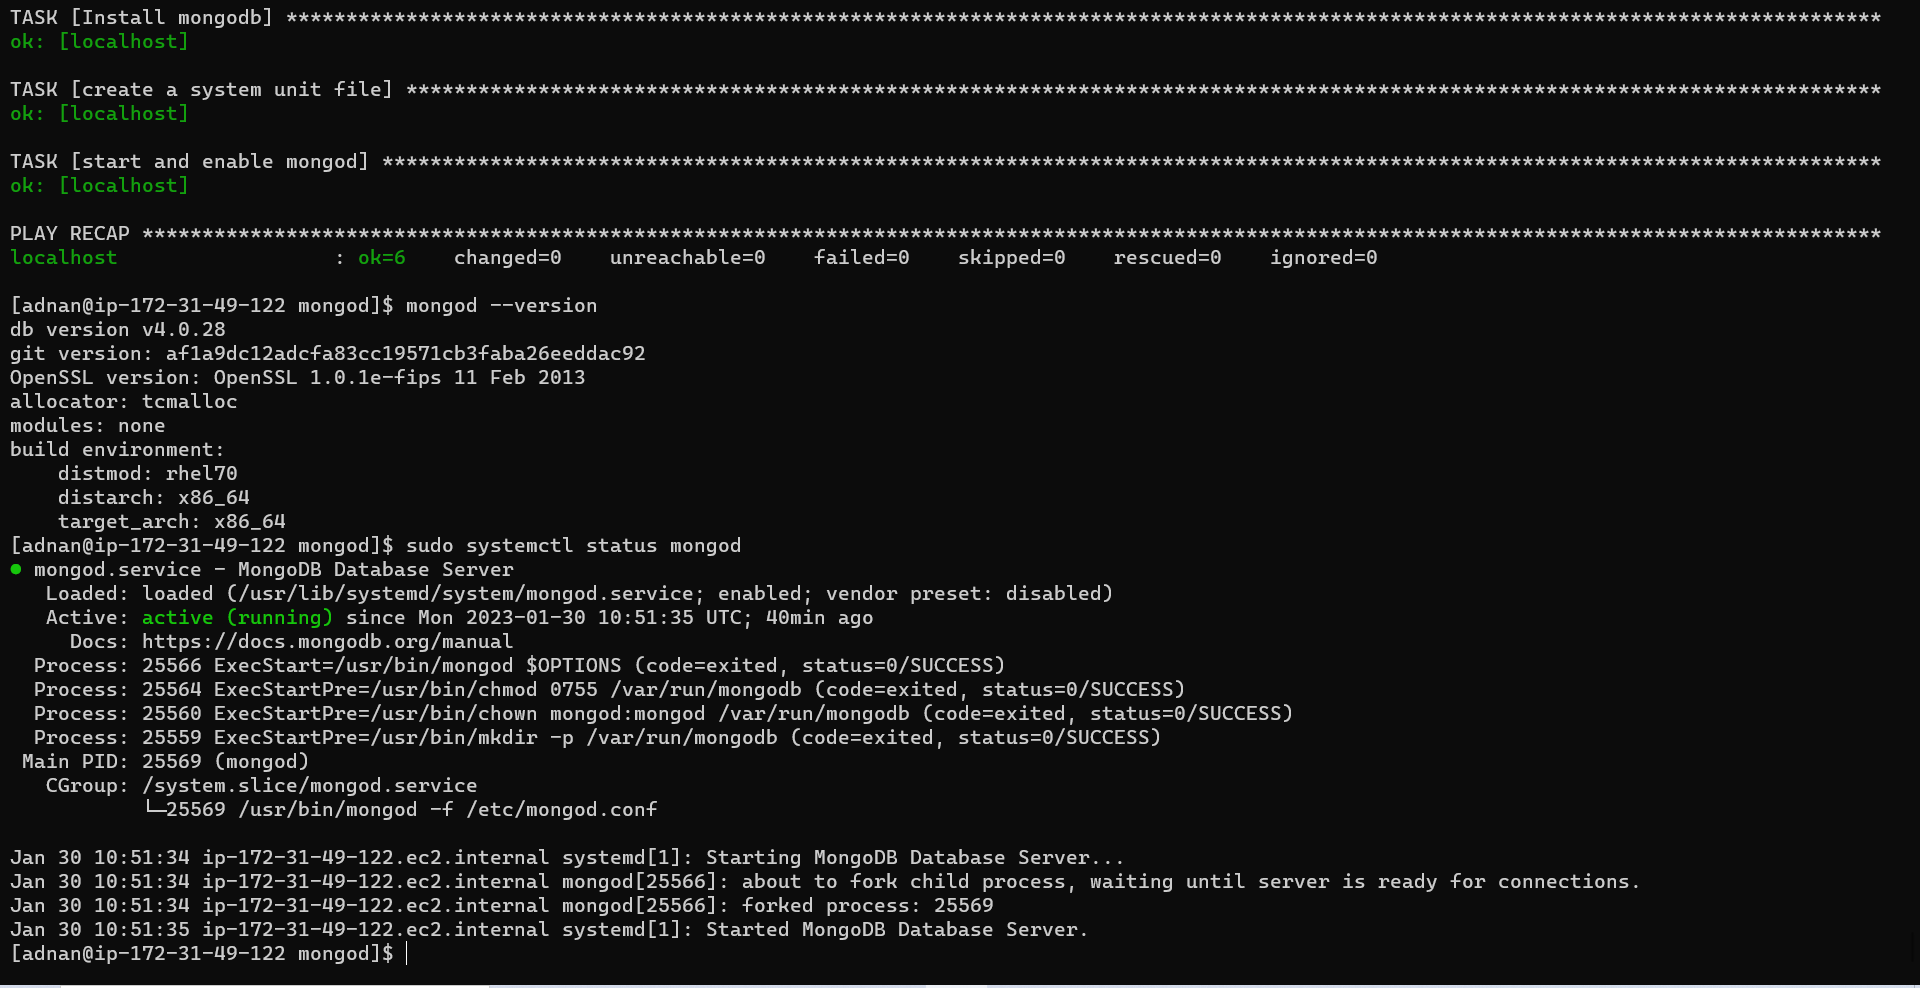 TASK [Install mongodb] *************************************************************************************************************************************
ok: [localhost]
TASK [create a system unit file] ***************************************************************************************************************************
ok: [localhost]
TASK [start and enable mongod] *****************************************************************************************************************************
ok: [localhost]
PLAY RECAP *************************************************************************************************************************************************
localhost                  : ok=6    changed=0    unreachable=0    failed=0    skipped=0    rescued=0    ignored=0
[adnan@ip-172-31-49-122 mongod]$ mongod --version
db version v4.0.28
git version: af1a9dc12adcfa83cc19571cb3faba26eeddac92
OpenSSL version: OpenSSL 1.0.1e-fips 11 Feb 2013
allocator: tcmalloc
modules: none
build environment:
    distmod: rhel70
    distarch: x86_64
    target_arch: x86_64
[adnan@ip-172-31-49-122 mongod]$ sudo systemctl status mongod
● mongod.service - MongoDB Database Server
   Loaded: loaded (/usr/lib/systemd/system/mongod.service; enabled; vendor preset: disabled)
   Active: active (running) since Mon 2023-01-30 10:51:35 UTC; 40min ago
     Docs: https://docs.mongodb.org/manual
  Process: 25566 ExecStart=/usr/bin/mongod $OPTIONS (code=exited, status=0/SUCCESS)
  Process: 25564 ExecStartPre=/usr/bin/chmod 0755 /var/run/mongodb (code=exited, status=0/SUCCESS)
  Process: 25560 ExecStartPre=/usr/bin/chown mongod:mongod /var/run/mongodb (code=exited, status=0/SUCCESS)
  Process: 25559 ExecStartPre=/usr/bin/mkdir -p /var/run/mongodb (code=exited, status=0/SUCCESS)
 Main PID: 25569 (mongod)
   CGroup: /system.slice/mongod.service
           └─25569 /usr/bin/mongod -f /etc/mongod.conf
Jan 30 10:51:34 ip-172-31-49-122.ec2.internal systemd[1]: Starting MongoDB Database Server...
Jan 30 10:51:34 ip-172-31-49-122.ec2.internal mongod[25566]: about to fork child process, waiting until server is ready for connections.
Jan 30 10:51:34 ip-172-31-49-122.ec2.internal mongod[25566]: forked process: 25569
Jan 30 10:51:35 ip-172-31-49-122.ec2.internal systemd[1]: Started MongoDB Database Server.
[adnan@ip-172-31-49-122 mongod]$